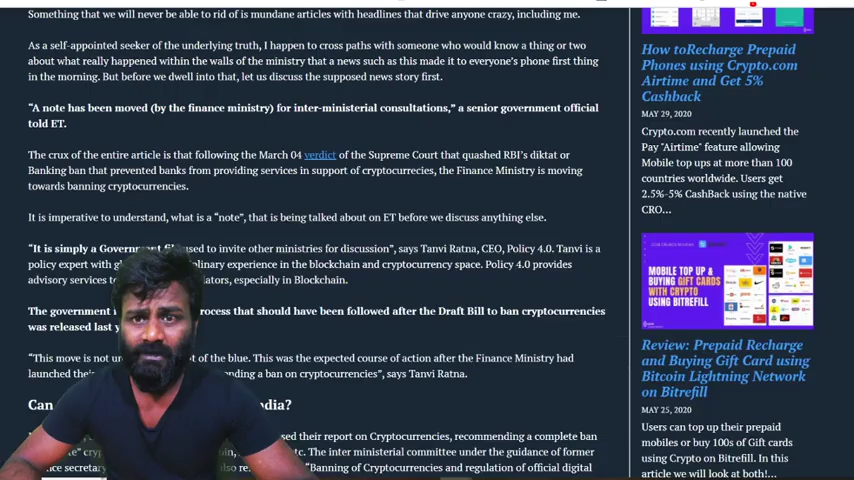 Something that we will never be able to rid of is mundane articles with headlines that drive anyone crazy, including me.
As a self-appointed seeker of the underlying truth, I happen to cross paths with someone who would know a thing or two
about what really happened within the walls of the ministry that a news such as this made it to everyone's phone first thing
in the morning. But before we dwell into that, let us discuss the supposed news story first.
"A note has been moved (by the finance ministry) for inter-ministerial consultations," a senior government official
told ET.
The crux of the entire article is that following the March 04 verdict of the Supreme Court that quashed RBI's diktat or
Banking ban that prevented banks from providing services in support of cryptocurrecies, the Finance Ministry is moving
towards banning cryptocurrencies.
It is imperative to understand, what is a "note", that is being talked about on ET before we discuss anything else.
"It is simply a Government used to invite other ministries for discussion", says Tanvi Ratna, CEO, Policy 4.0. Tanvi is a
policy expert with experience in the blockchain and cryptocurrency space. Policy 4.0 provides
advisory services especially in Blockchain.
The government process that should have been followed after the Draft Bill to ban cryptocurrencies
was released last
"This move is not of the blue. This was the expected course of action after the Finance Ministry had
launched a ban on cryptocurrencies", says Tanvi Ratna.
Can
their report on Cryptocurrencies, recommending a complete ban
etc. The inter ministerial committee under the guidance of former
"Banning of Cryptocurrencies and regulation of official digital
How toRecharge Prepaid
Phones using Crypto.com
Airtime and Get 5%
Cashback
MAY 29, 2020
Crypto.com recently launched the
Pay "Airtime" feature allowing
Mobile top ups at more than 100
countries worldwide. Users get
2.5%-5% CashBack using the native
CRO...
MOBILE TOP UP &
BUYING GIFT CARDS
WITH CRYPTO
USING BITREFILL
Review: Prepaid Recharge
and Buying Gift Card using
Bitcoin Lightning Network
on Bitrefill
MAY 25, 2020
Users can top up their prepaid
mobiles or buy 100s of Gift cards
using Crypto on Bitrefill. In this
article we will look at both!...